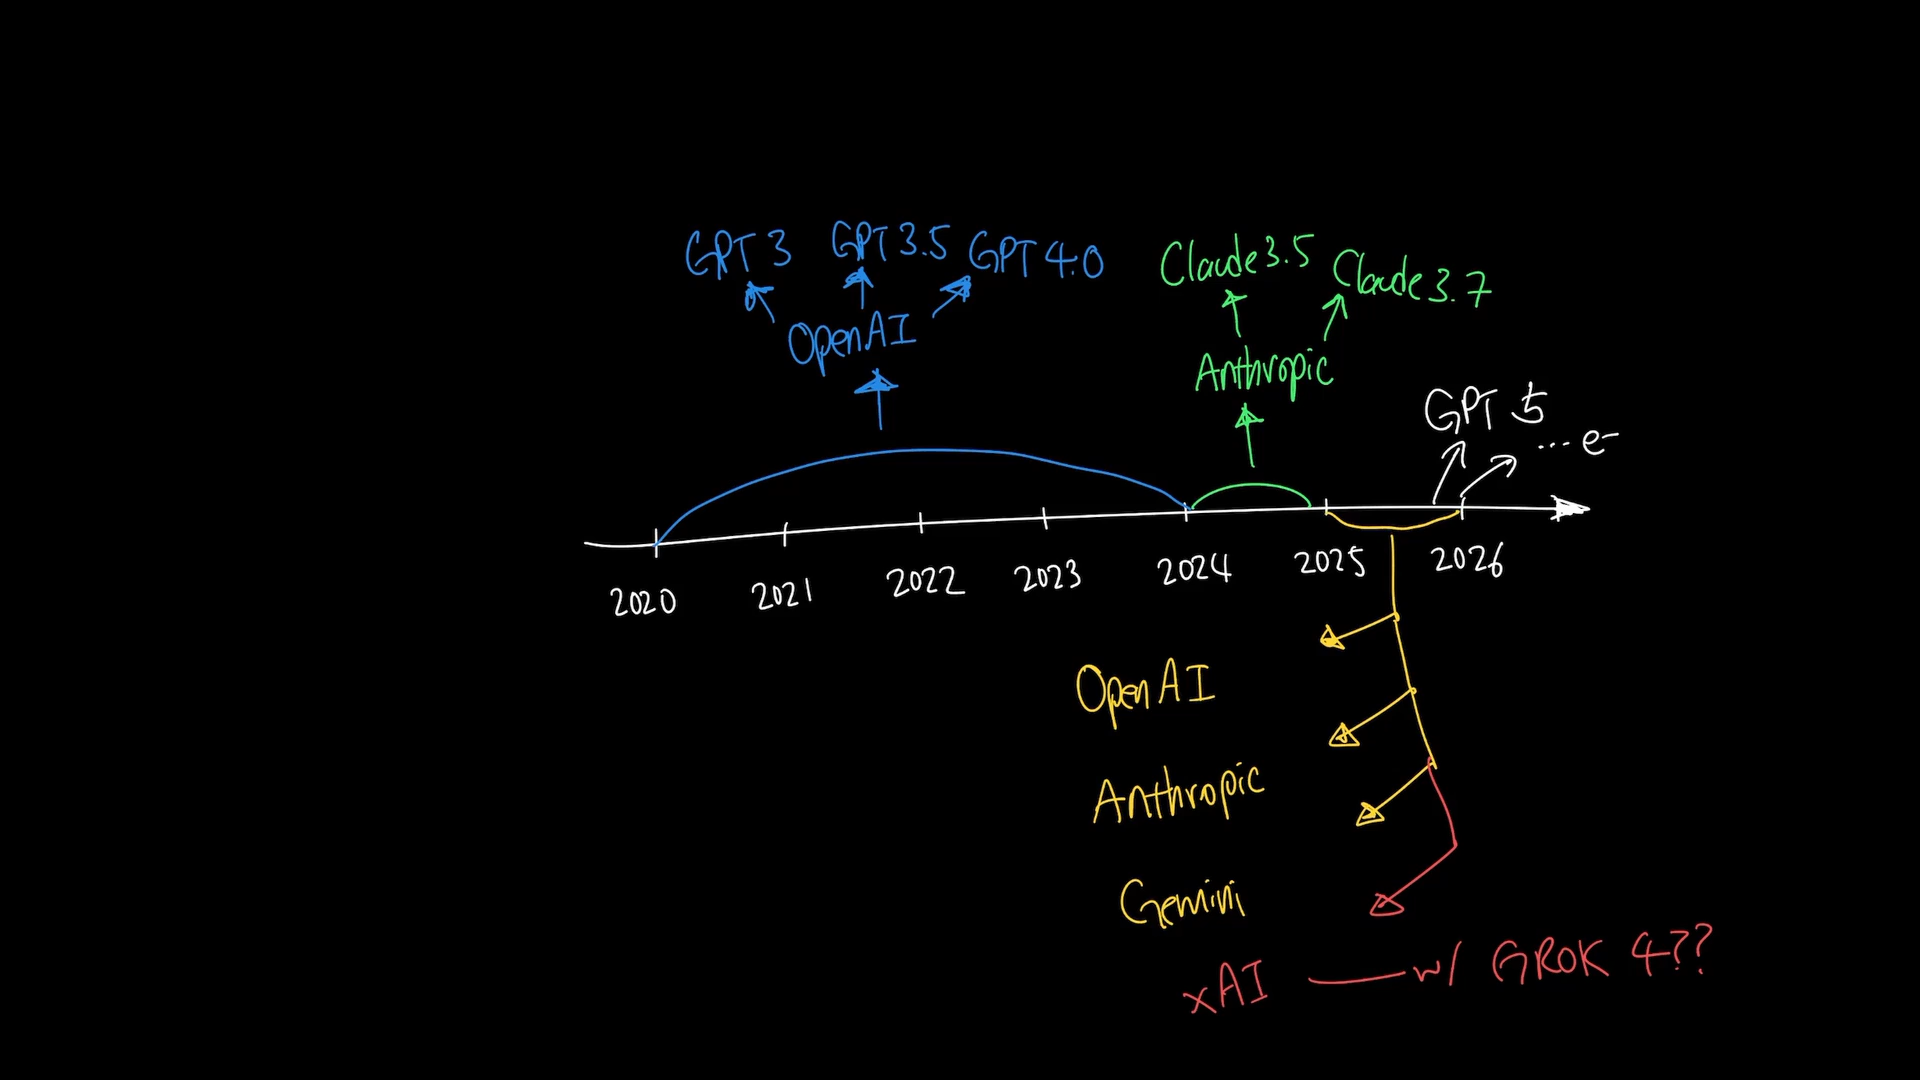 GPT 3 GPT 3.5 GPT 4.0
OpenAI
Claude 3.5 Claude 3.7
Anthropic
GPT 5
... e-
2020 2021 2022 2023 2024 2025 2026
OpenAI
Anthropic
Gemini
xAI — w/ GROK 4??